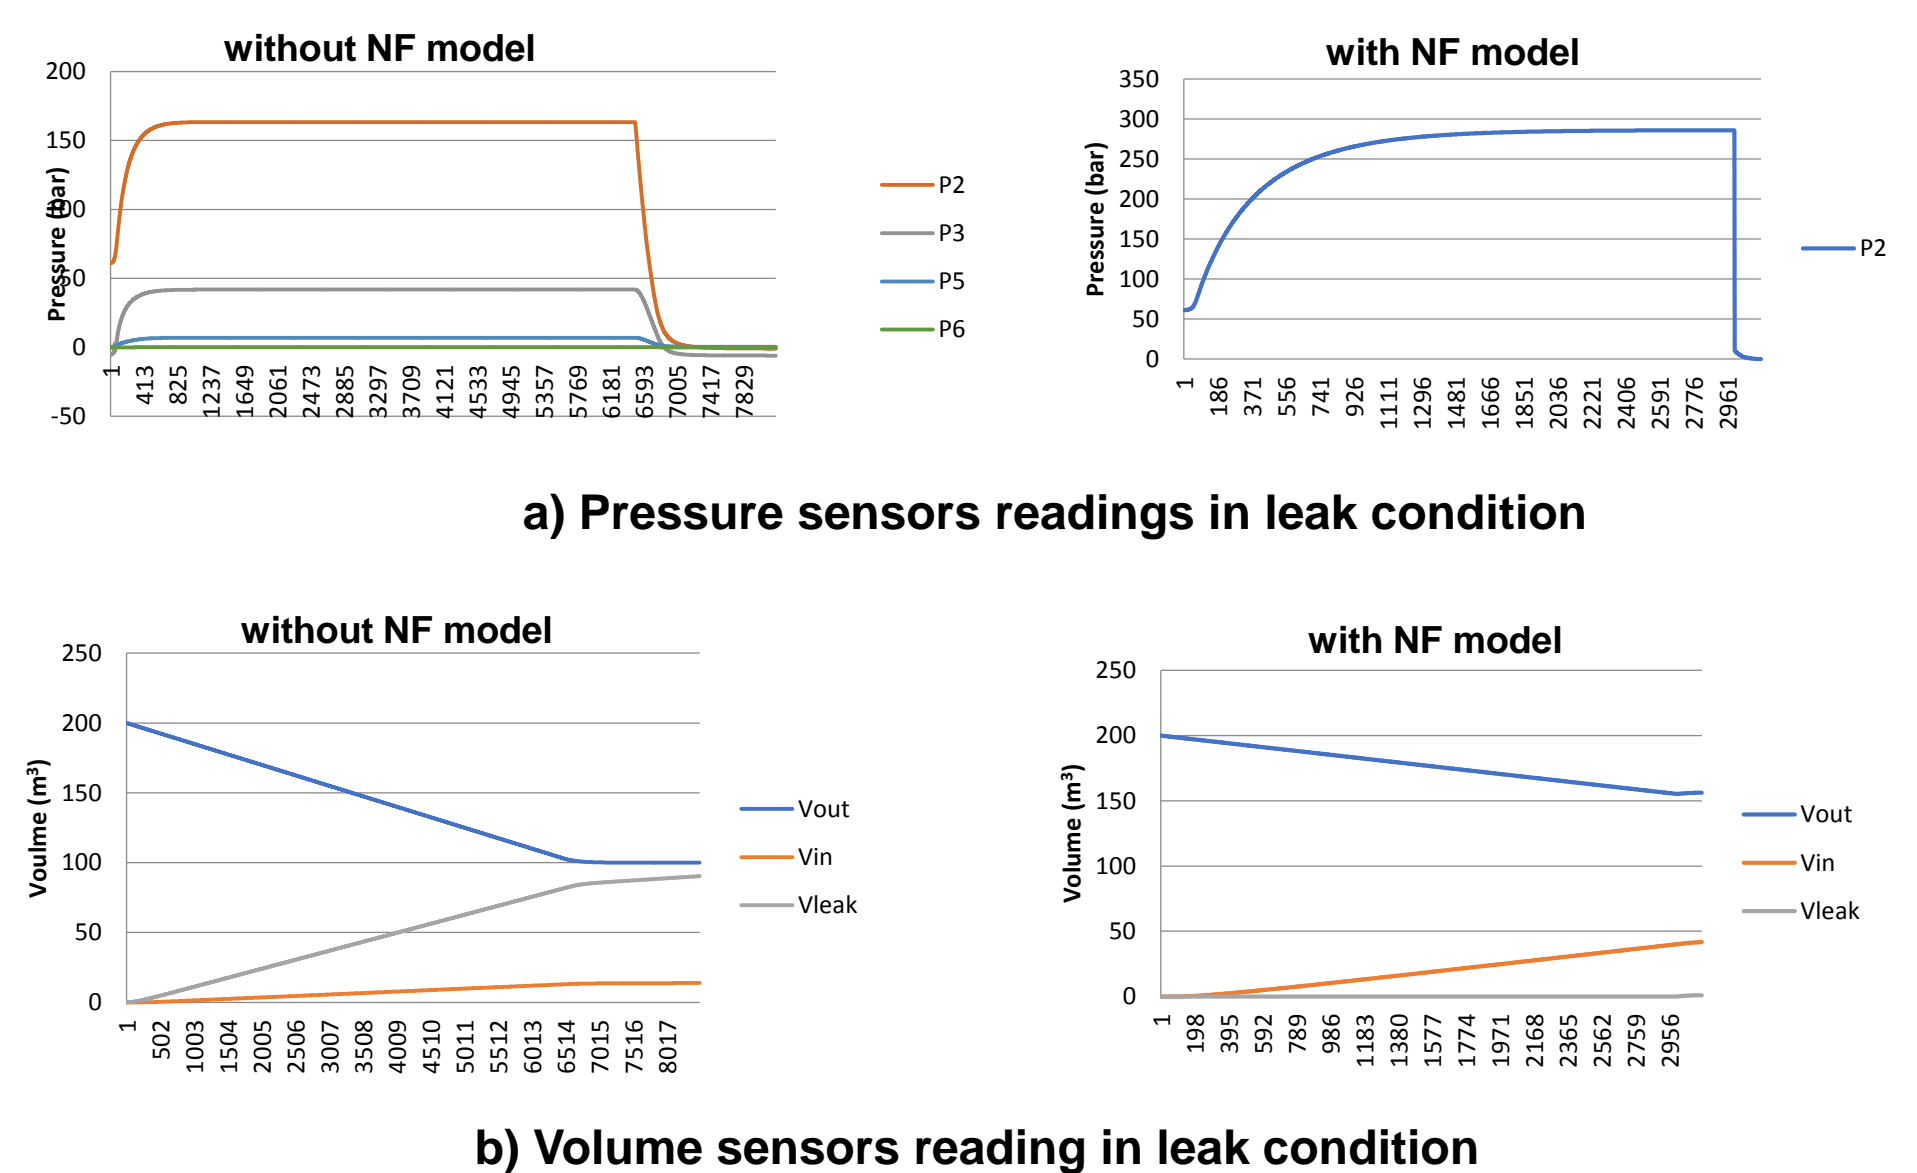 without NF model
200
150
100
50
0
-50
Pressure (bar)
1 413 825 1237 1649 2061 2473 2885 3297 3709 4121 4533 4945 5357 5769 6181 6593 7005 7417 7829
P2
P3
P5
P6
with NF model
350
300
250
200
150
100
50
0
Pressure (bar)
1 186 371 556 741 926 1111 1296 1481 1666 1851 2036 2221 2406 2591 2776 2961
P2
a) Pressure sensors readings in leak condition
without NF model
250
200
150
100
50
0
Voulme (m³)
1 502 1003 1504 2005 2506 3007 3508 4009 4510 5011 5512 6013 6514 7015 7516 8017
Vout
Vin
Vleak
with NF model
250
200
150
100
50
0
Volume (m³)
1 198 395 592 789 986 1183 1380 1577 1774 1971 2168 2365 2562 2759 2956
Vout
Vin
Vleak
b) Volume sensors reading in leak condition